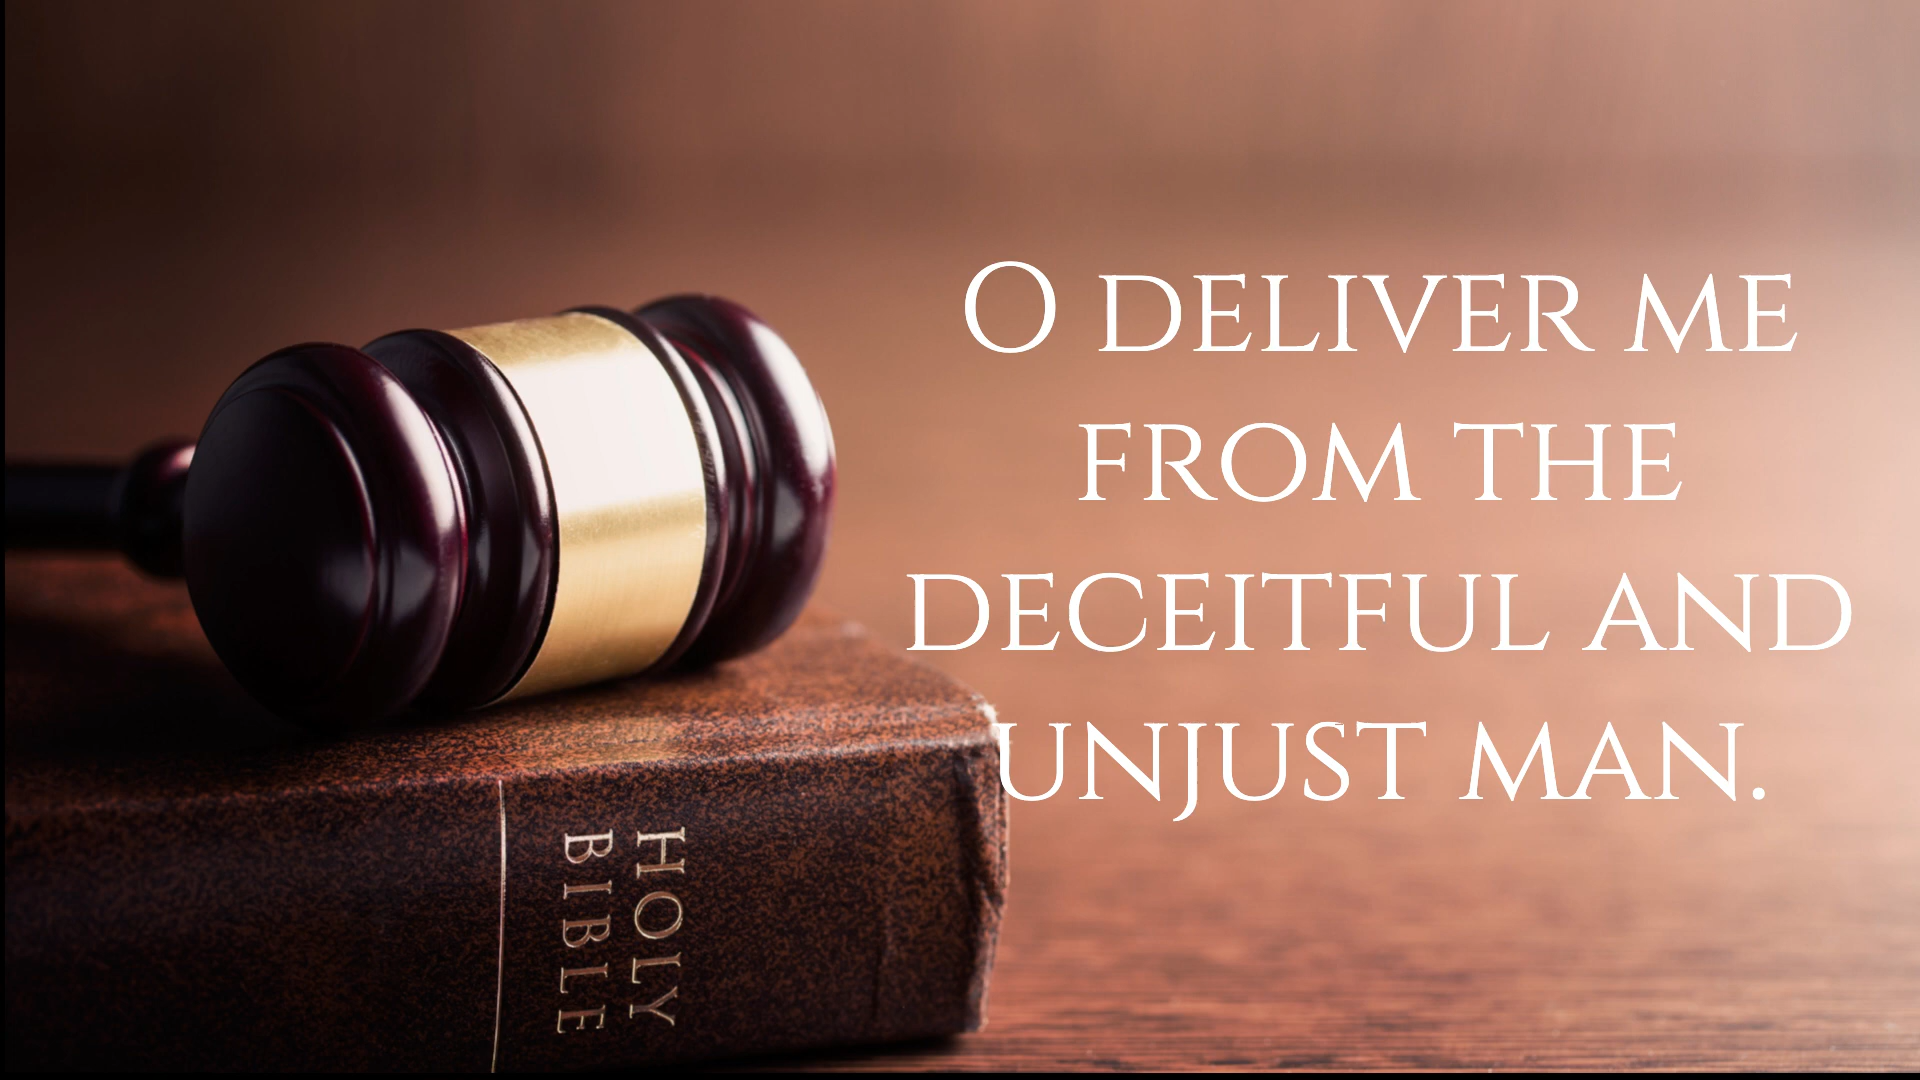 O DELIVER ME
FROM THE
DECEITFUL AND
UNJUST MAN.
HOLY
BIBLE